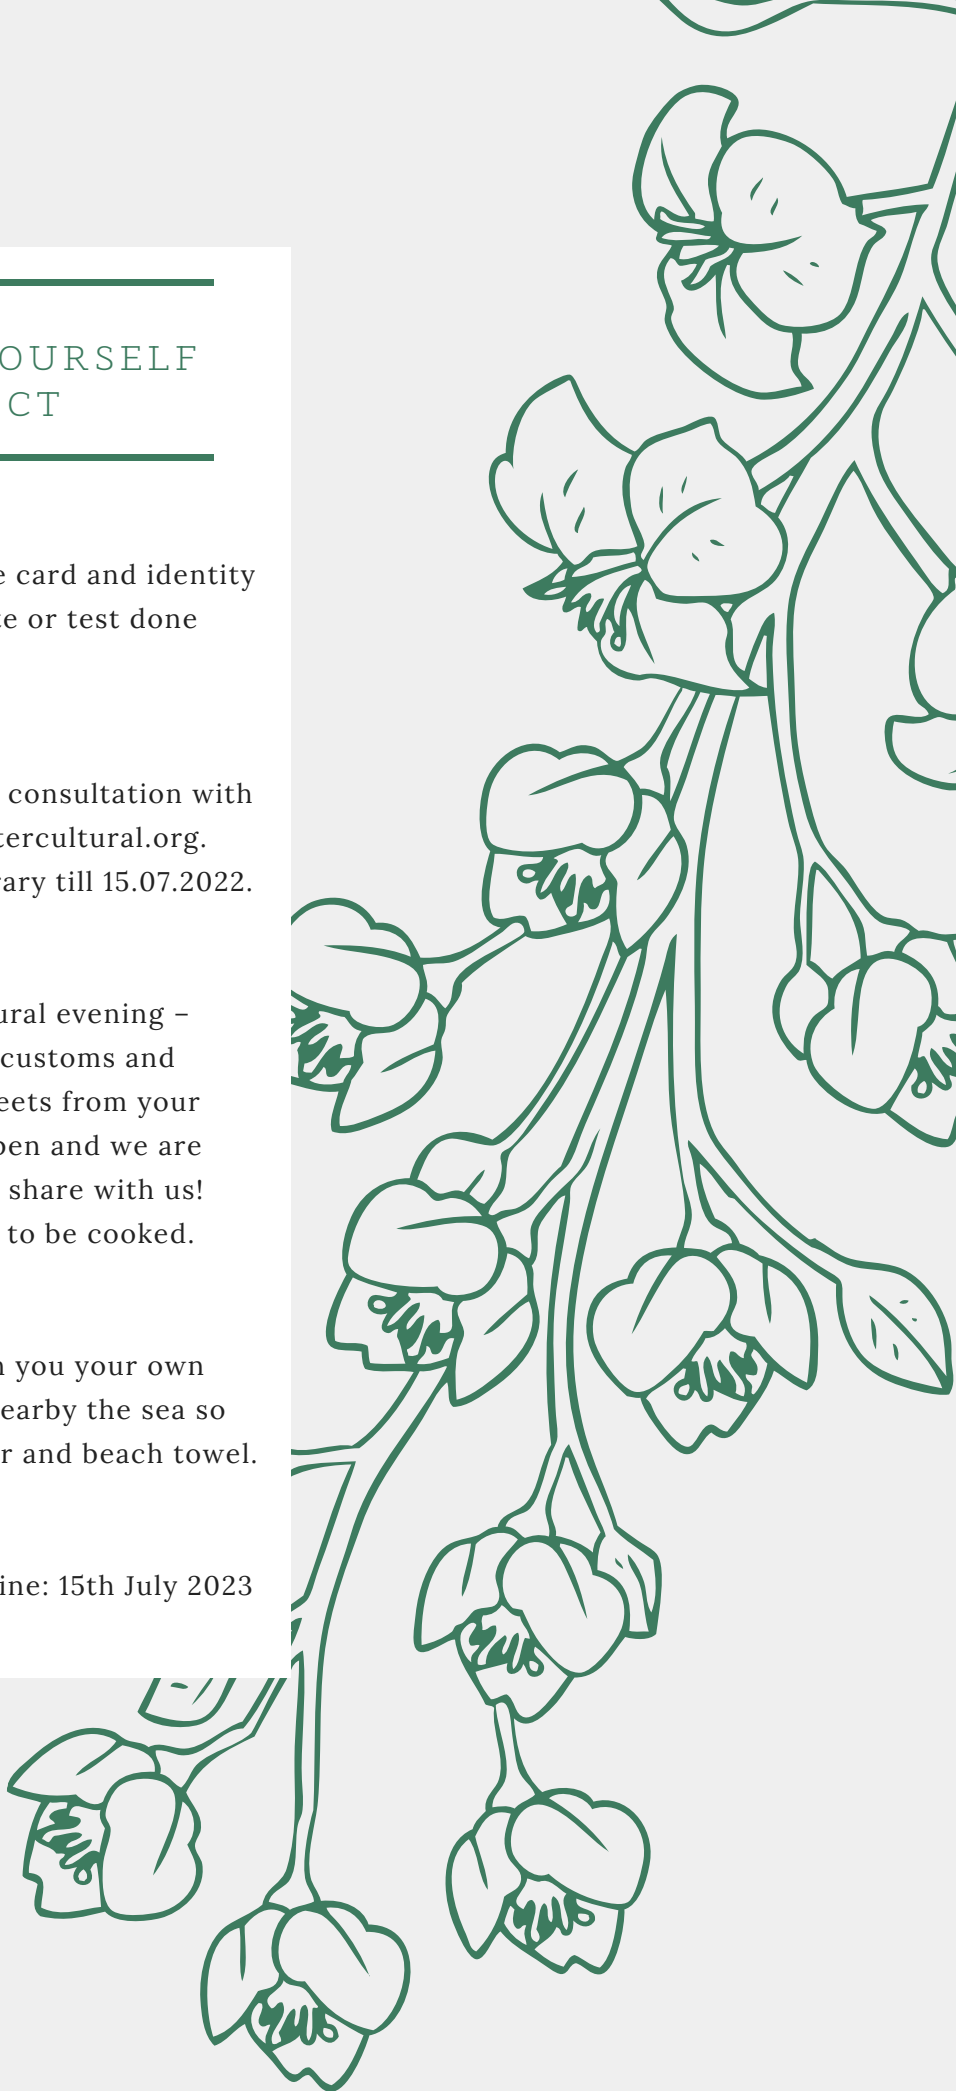 OURSELF
CT
e card and identity
te or test done
consultation with
tercultural.org.
rary till 15.07.2022.
ural evening –
customs and
eets from your
pen and we are
share with us!
to be cooked.
n you your own
earby the sea so
r and beach towel.
ine: 15th July 2023